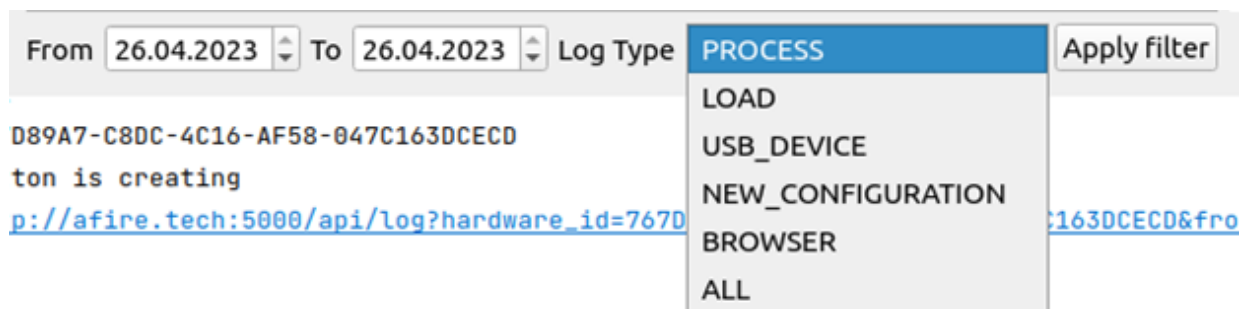 From 26.04.2023 To 26.04.2023 Log Type PROCESS Apply filter
LOAD
D89A7-C8DC-4C16-AF58-047C163DCECD
USB_DEVICE
ton is creating
NEW_CONFIGURATION
p://afire.tech:5000/api/log?hardware_id=767D C163DCECD&fro
BROWSER
ALL